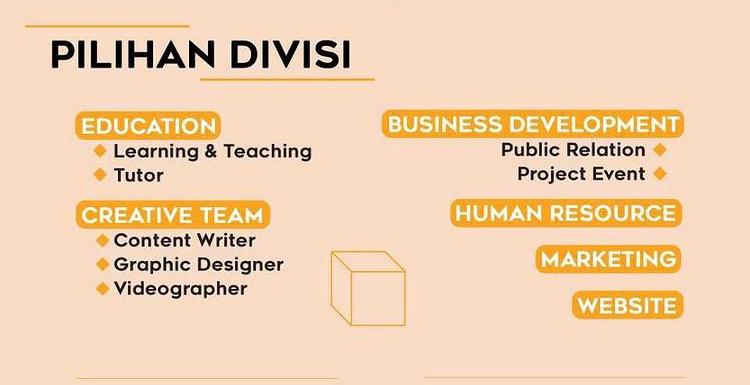 PILIHAN DIVISI
EDUCATION
Learning & Teaching
Tutor
CREATIVE TEAM
Content Writer
Graphic Designer
Videographer
BUSINESS DEVELOPMENT
Public Relation
Project Event
HUMAN RESOURCE
MARKETING
WEBSITE